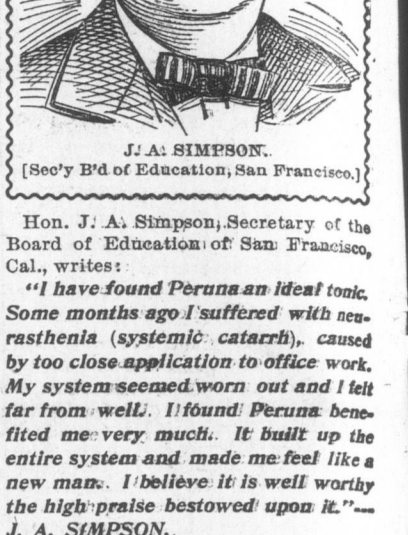 J. A. SIMPSON.
[Sec'y B'd of Education, San Francisco.]
Hon. J. A. Simpson, Secretary of the
Board of Education of San Francisco,
Cal., writes:
"I have found Peruna an ideal tonic.
Some months ago I suffered with neu-
rasthenia (systemic catarrh), caused
by too close application to office work.
My system seemed worn out and I felt
far from well. I found Peruna bene-
fited me very much. It built up the
entire system and made me feel like a
new man. I believe it is well worthy
the high praise bestowed upon it."---
J. A. SIMPSON.